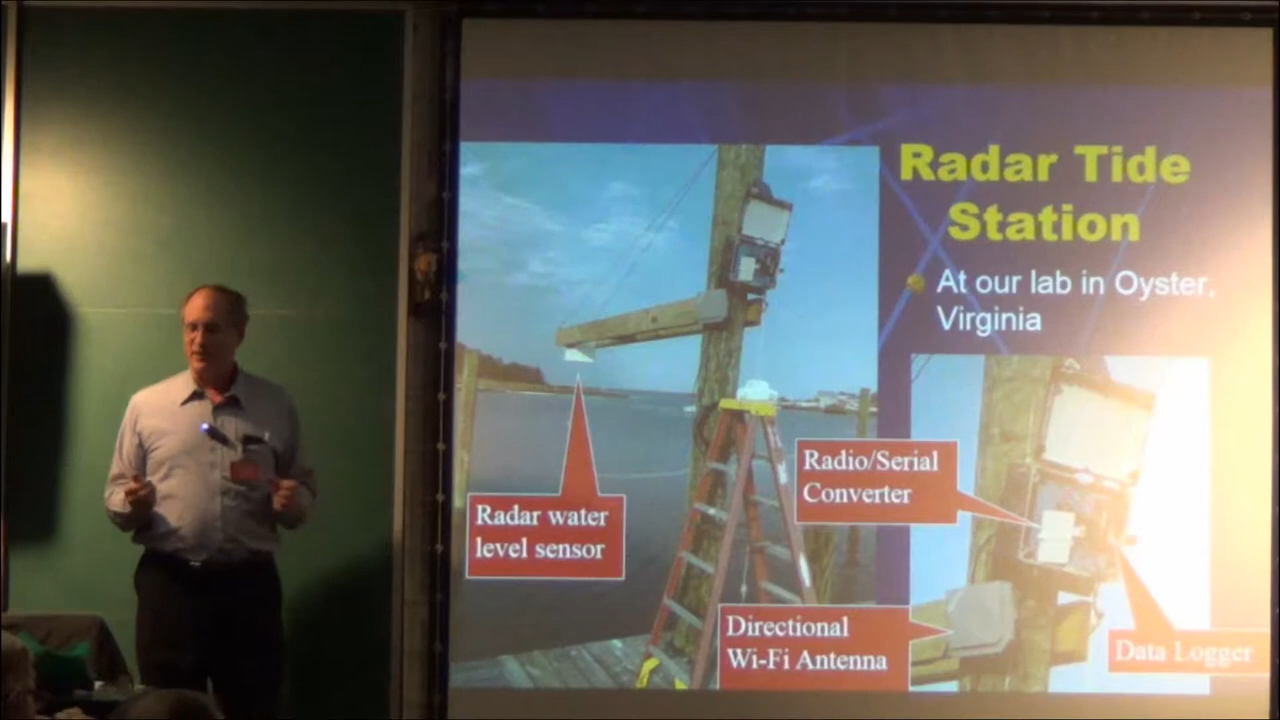 Radar Tide
Station
At our lab in Oyster,
Virginia
Radio/Serial
Converter
Radar water
level sensor
Directional
Wi-Fi Antenna
Data Logger